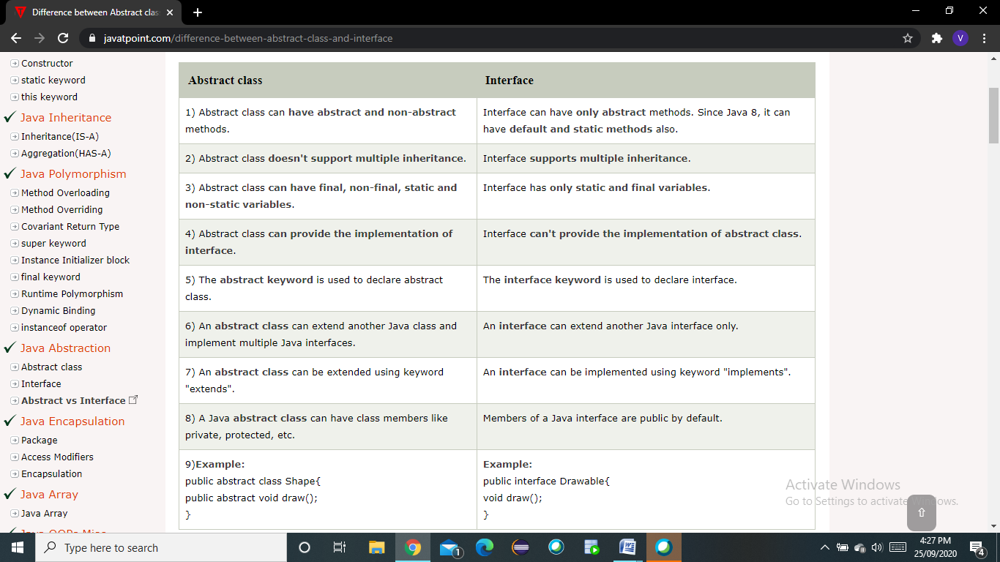 Difference between Abstract clas
javatpoint.com/difference-between-abstract-class-and-interface
V
Constructor
static keyword
this keyword
Java Inheritance
Inheritance(IS-A)
Aggregation(HAS-A)
Java Polymorphism
Method Overloading
Method Overriding
Covariant Return Type
super keyword
Instance Initializer block
final keyword
Runtime Polymorphism
Dynamic Binding
instanceof operator
Java Abstraction
Abstract class
Interface
Abstract vs Interface
Java Encapsulation
Package
Access Modifiers
Encapsulation
Java Array
Java Array
Java OOPs Misc
Abstract class
Interface
1) Abstract class can have abstract and non-abstract
methods.
Interface can have only abstract methods. Since Java 8, it can
have default and static methods also.
2) Abstract class doesn't support multiple inheritance.
Interface supports multiple inheritance.
3) Abstract class can have final, non-final, static and
non-static variables.
Interface has only static and final variables.
4) Abstract class can provide the implementation of
interface.
Interface can't provide the implementation of abstract class.
5) The abstract keyword is used to declare abstract
class.
The interface keyword is used to declare interface.
6) An abstract class can extend another Java class and
implement multiple Java interfaces.
An interface can extend another Java interface only.
7) An abstract class can be extended using keyword
"extends".
An interface can be implemented using keyword "implements".
8) A Java abstract class can have class members like
private, protected, etc.
Members of a Java interface are public by default.
9)Example:
public abstract class Shape{
public abstract void draw();
}
Example:
public interface Drawable{
void draw();
}
Activate Windows
Go to Settings to activate Windows.
Type here to search
1
4:27 PM
25/09/2020
4